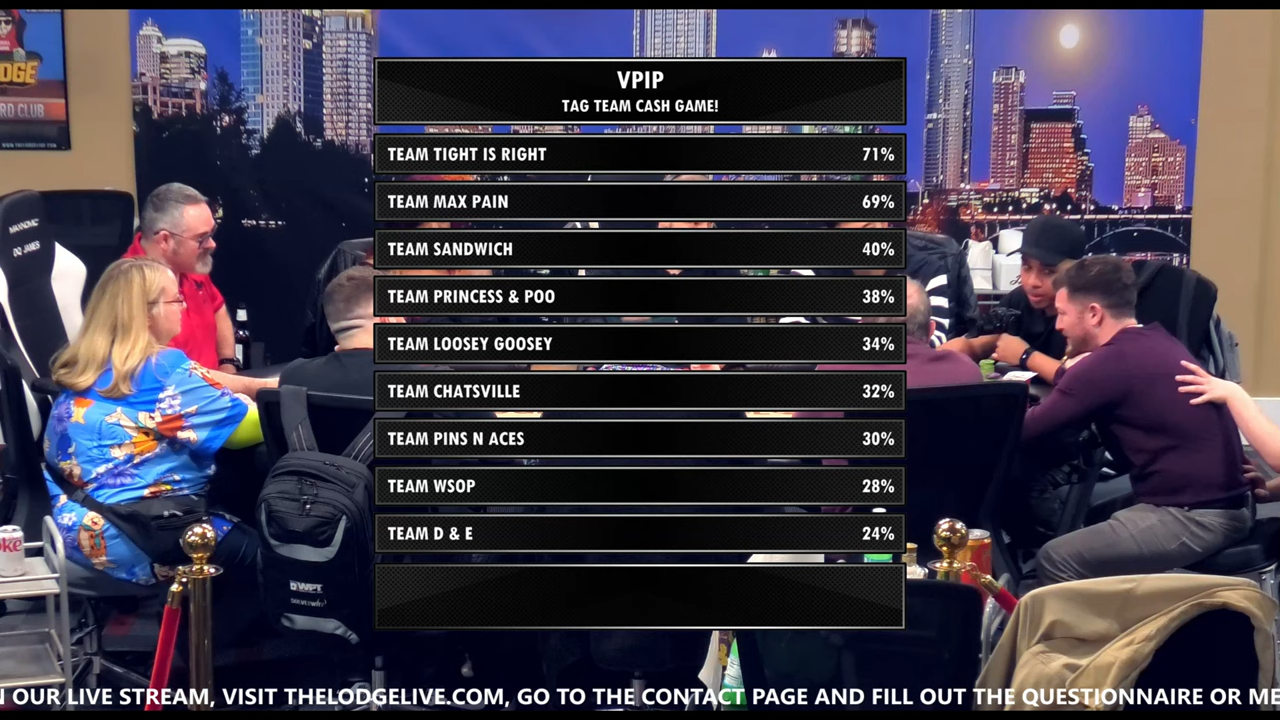 DGE
RD CLUB
VPIP
TAG TEAM CASH GAME!
TEAM TIGHT IS RIGHT 71%
TEAM MAX PAIN 69%
TEAM SANDWICH 40%
TEAM PRINCESS & POO 38%
TEAM LOOSEY GOOSEY 34%
TEAM CHATSVILLE 32%
TEAM PINS N ACES 30%
TEAM WSOP 28%
TEAM D & E 24%
MAXNOMIC
WPT
oke
N OUR LIVE STREAM, VISIT THELODGELIVE.COM, GO TO THE CONTACT PAGE AND FILL OUT THE QUESTIONNAIRE OR ME